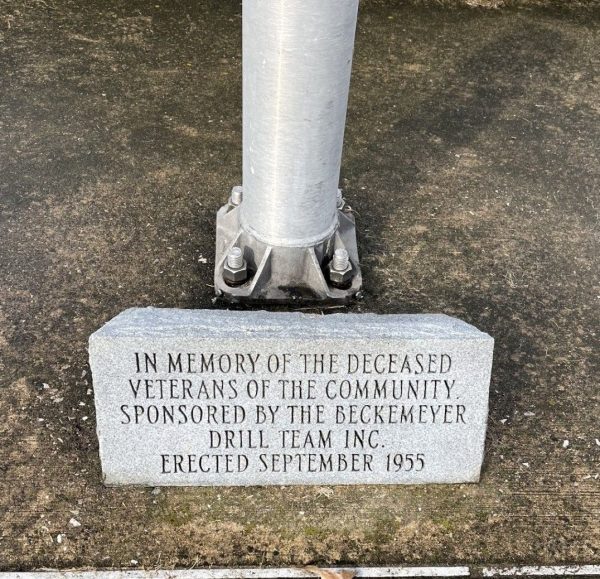 IN MEMORY OF THE DECEASED
VETERANS OF THE COMMUNITY.
SPONSORED BY THE BECKEMEYER
DRILL TEAM INC.
ERECTED SEPTEMBER 1955